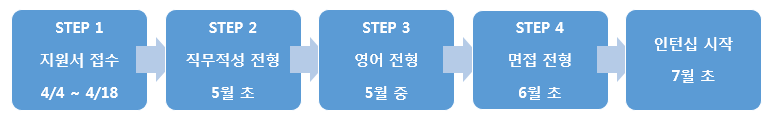 STEP 1
지원서 접수
4/4 ~ 4/18
STEP 2
직무적성 전형
5월 초
STEP 3
영어 전형
5월 중
STEP 4
면접 전형
6월 초
인턴십 시작
7월 초